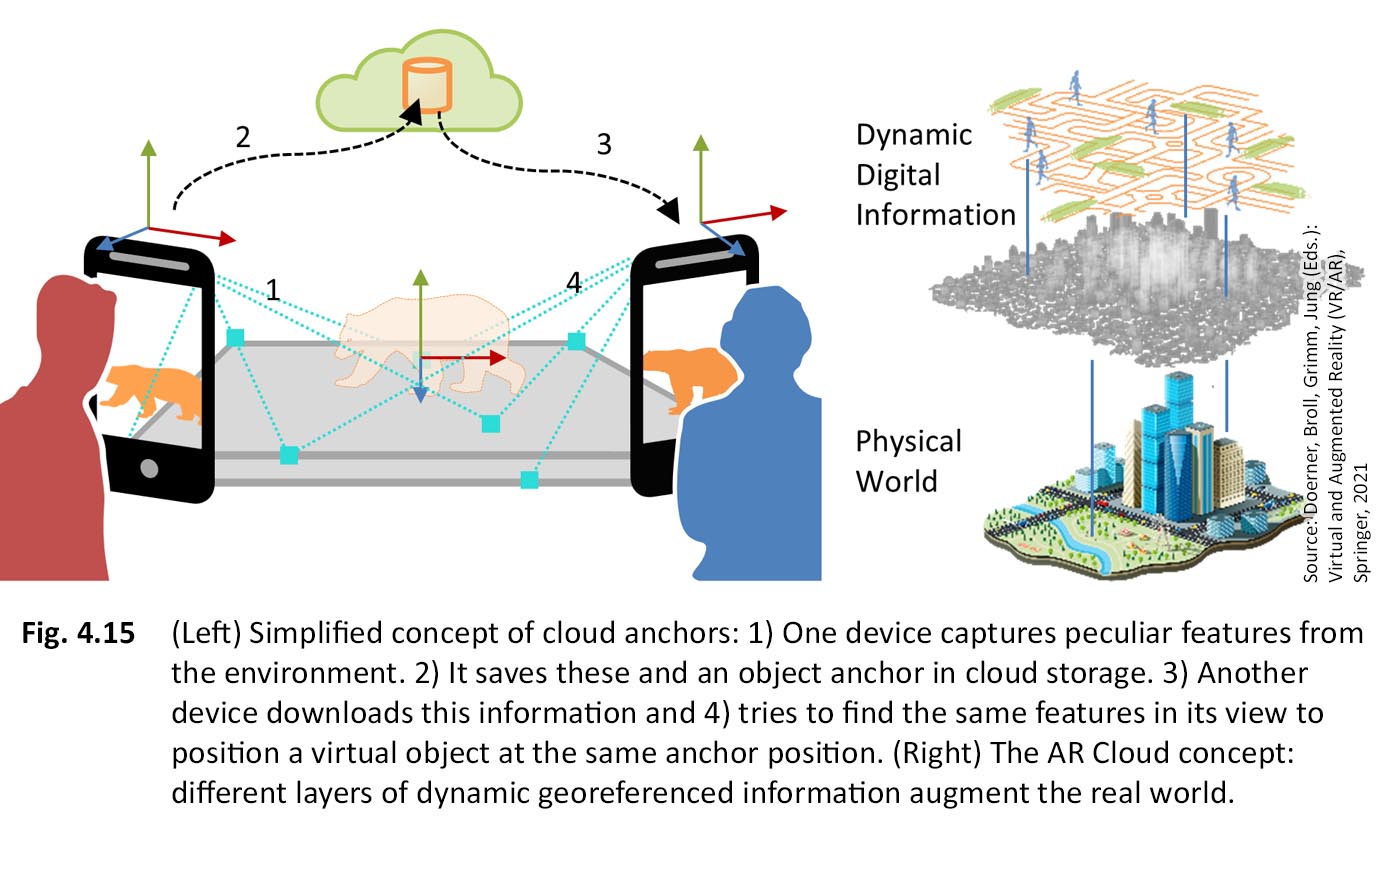 2
3
1
4
Dynamic
Digital
Information
Physical
World
Source: Doerner, Broll, Grimm, Jung (Eds.):
Virtual and Augmented Reality (VR/AR),
Springer, 2021
Fig. 4.15 (Left) Simplified concept of cloud anchors: 1) One device captures peculiar features from
the environment. 2) It saves these and an object anchor in cloud storage. 3) Another
device downloads this information and 4) tries to find the same features in its view to
position a virtual object at the same anchor position. (Right) The AR Cloud concept:
different layers of dynamic georeferenced information augment the real world.